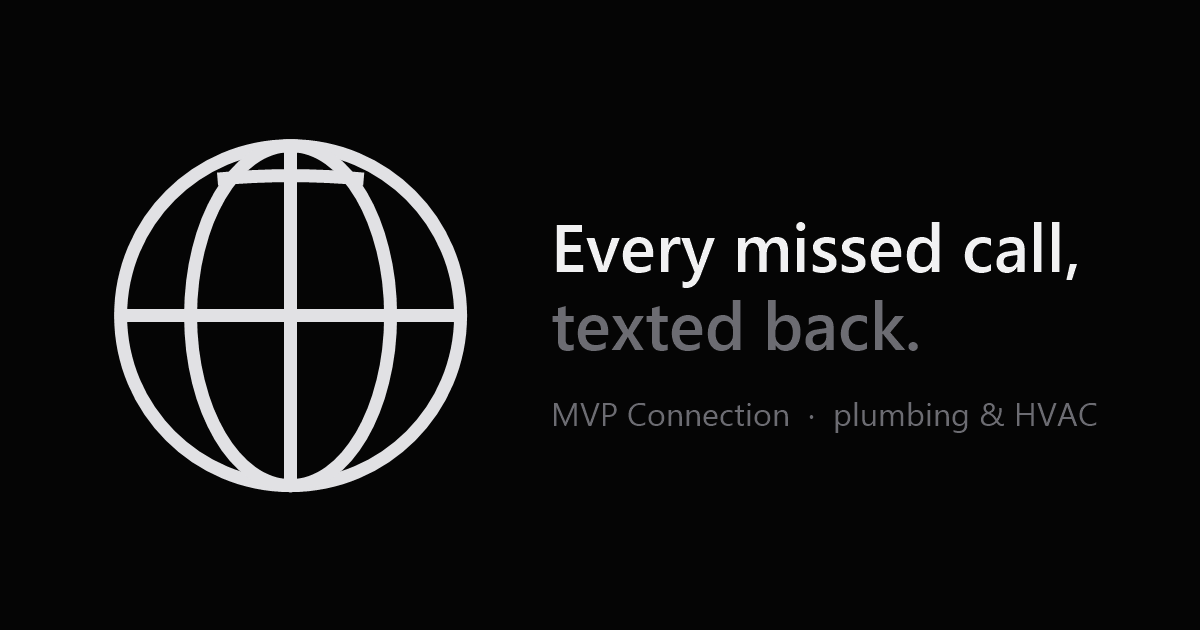 Every missed call,
texted back.
MVP Connection · plumbing & HVAC